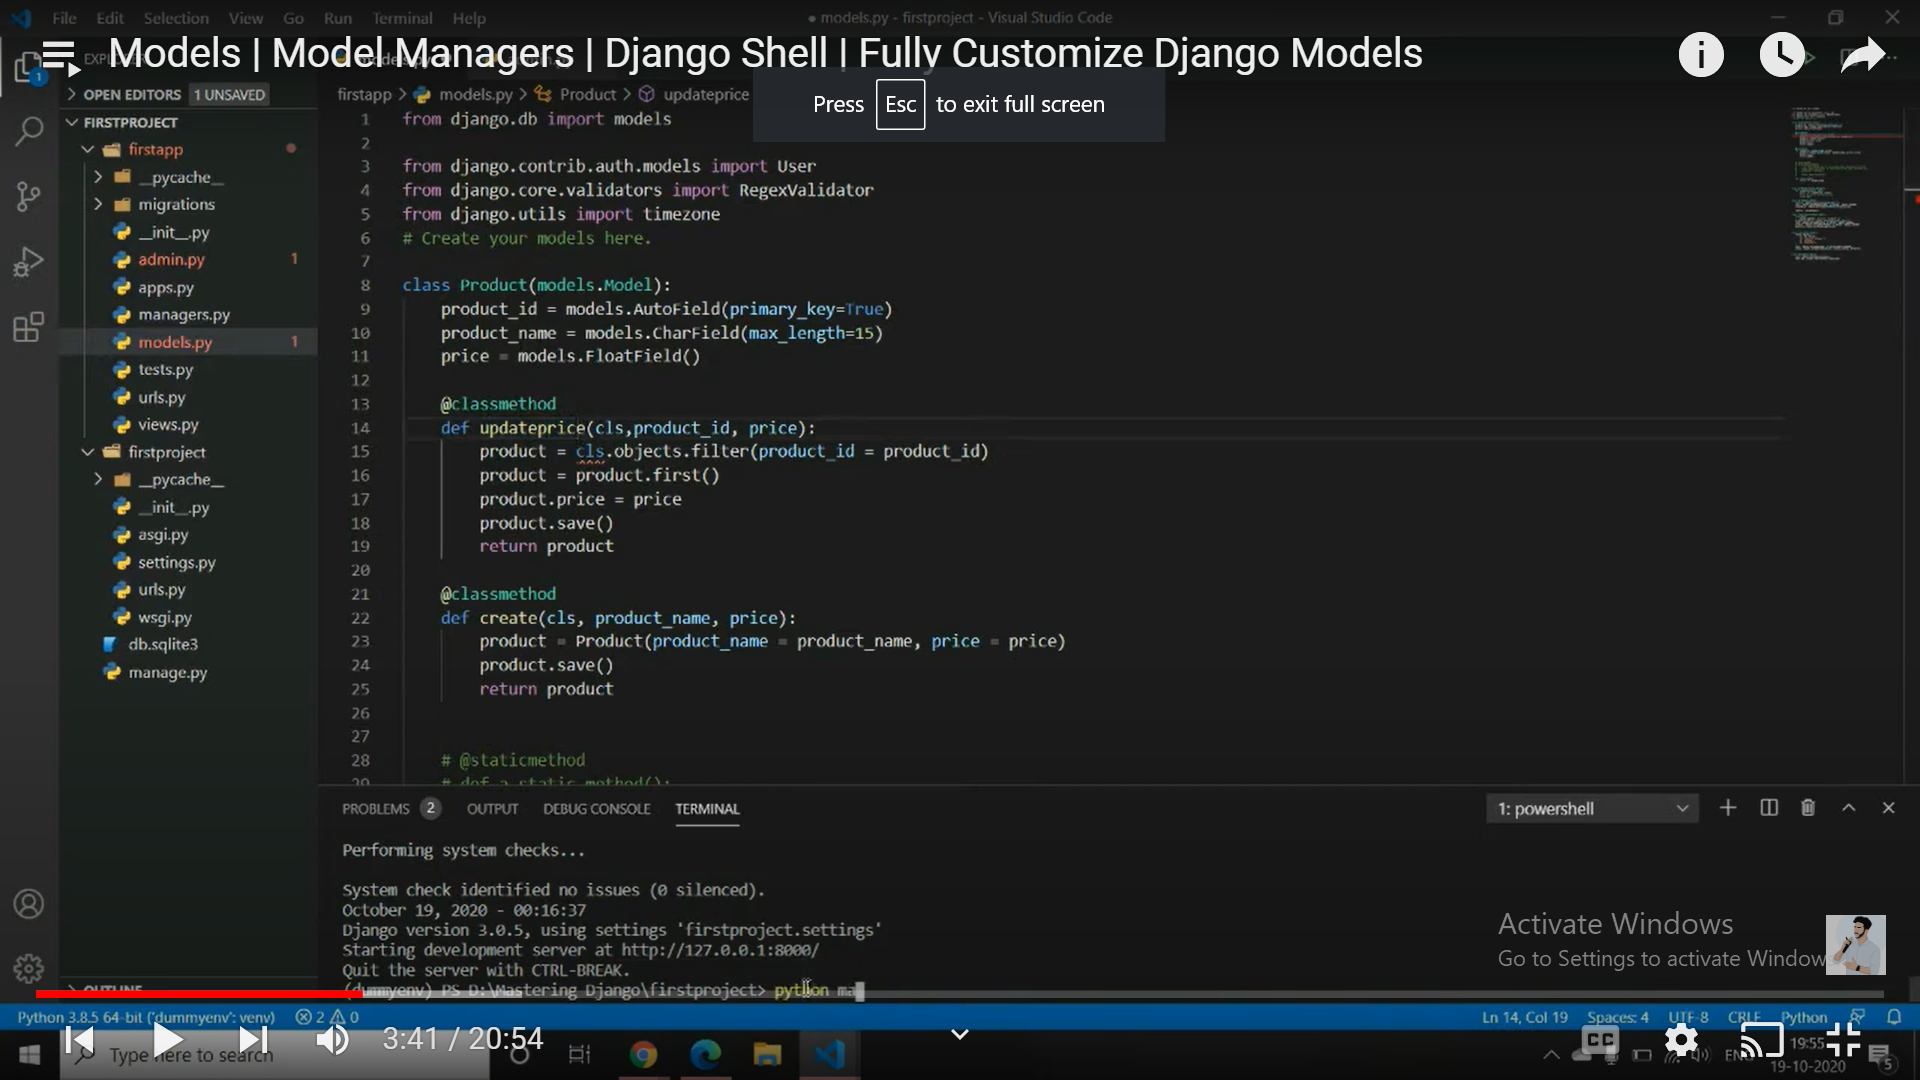 File Edit Selection View Go Run Terminal Help
● models.py - firstproject - Visual Studio Code
Models | Model Managers | Django Shell | Fully Customize Django Models
Press Esc to exit full screen
1
OPEN EDITORS 1 UNSAVED
FIRSTPROJECT
firstapp
__pycache__
migrations
__init__.py
admin.py 1
apps.py
managers.py
models.py 1
tests.py
urls.py
views.py
firstproject
__pycache__
__init__.py
asgi.py
settings.py
urls.py
wsgi.py
db.sqlite3
manage.py
OUTLINE
firstapp > models.py > Product > updateprice
1 from django.db import models
2
3 from django.contrib.auth.models import User
4 from django.core.validators import RegexValidator
5 from django.utils import timezone
6 # Create your models here.
7
8 class Product(models.Model):
9 product_id = models.AutoField(primary_key=True)
10 product_name = models.CharField(max_length=15)
11 price = models.FloatField()
12
13 @classmethod
14 def updateprice(cls,product_id, price):
15 product = cls.objects.filter(product_id = product_id)
16 product = product.first()
17 product.price = price
18 product.save()
19 return product
20
21 @classmethod
22 def create(cls, product_name, price):
23 product = Product(product_name = product_name, price = price)
24 product.save()
25 return product
26
27
28 # @staticmethod
29 # def a_static_method():
PROBLEMS 2 OUTPUT DEBUG CONSOLE TERMINAL
1: powershell
Performing system checks...
System check identified no issues (0 silenced).
October 19, 2020 - 00:16:37
Django version 3.0.5, using settings 'firstproject.settings'
Starting development server at http://127.0.0.1:8000/
Quit the server with CTRL-BREAK.
(dummyenv) PS D:\Mastering Django\firstproject> python ma
Activate Windows
Go to Settings to activate Window
Python 3.8.5 64-bit ('dummyenv': venv) 2 0
Ln 14, Col 19 Spaces: 4 UTF-8 CRLF Python
3:41 / 20:54
CC
Type here to search
19:55
19-10-2020
5